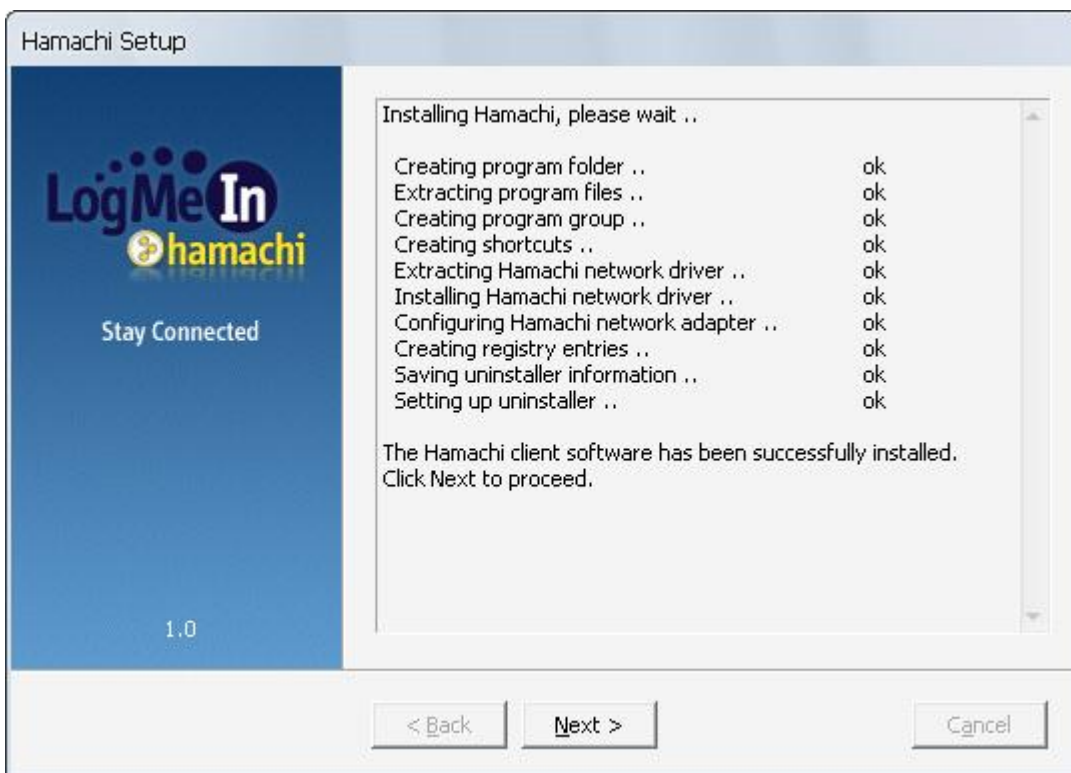 Hamachi Setup
LogMeIn
hamachi
Stay Connected
1.0
Installing Hamachi, please wait ..
Creating program folder .. ok
Extracting program files .. ok
Creating program group .. ok
Creating shortcuts .. ok
Extracting Hamachi network driver .. ok
Installing Hamachi network driver .. ok
Configuring Hamachi network adapter .. ok
Creating registry entries .. ok
Saving uninstaller information .. ok
Setting up uninstaller .. ok
The Hamachi client software has been successfully installed.
Click Next to proceed.
< Back Next > Cancel